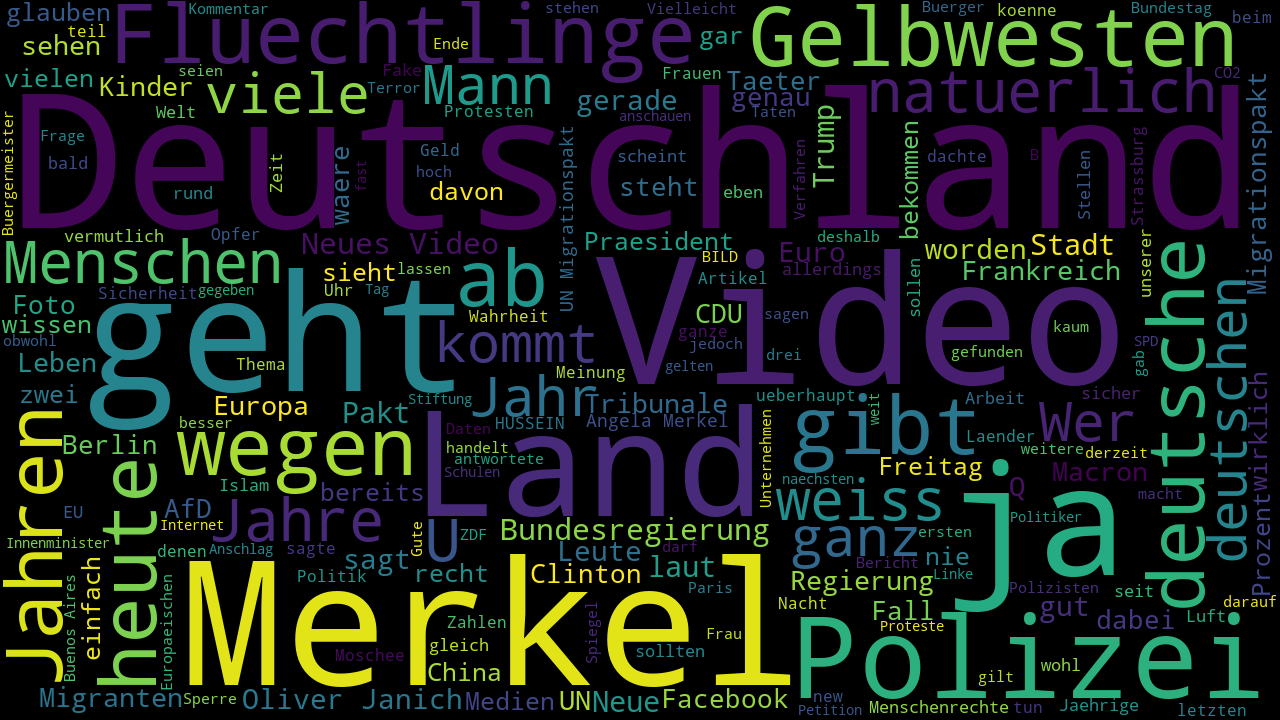 glauben
Kommentar
Fluechtlinge
stehen
Vielleicht
Buerger
koenne
Bundestag
beim
teil
sehen
Ende
gar
Gelbwesten
vielen
Kinder
seien
viele
Fake
Terror
Mann
Protesten
Frauen
gerade
Taeter
genau
Taten
anschauen
natuerlich
CO2
Welt
Deutschland
Frage
bald
rund
Zeit
waere
fast
Geld
hoch
davon
UN Migrationspakt
scheint
steht
eben
Verfahren
Trump
bekommen
dachte
B
Stellen
Strassburg
Migrationspakt
Buergermeister
vermutlich
Opfer
Neues Video
Praesident
BILD
Euro
deshalb
worden
Stadt
unserer
Menschen
sieht
lassen
ab
Artikel
allerdings
sollen
Frankreich
Foto
Sicherheit
gegeben
Uhr
Tag
Wahrheit
Video
wissen
geht
CDU
sagen
kaum
deutsche
deutschen
obwohl
kommt
ganze
jedoch
drei
gefunden
SPD
Leben
Thema
Meinung
gelten
gab
zwei
Jahr
Stiftung
Tribunale
ueberhaupt
weit
Arbeit
sicher
wirklich
Europa
Pakt
HUSSEIN
Angela Merkel
gibt
Wer
Jahren
Berlin
besser
wegen
Daten
Land
handelt
antwortete
Schulen
Unternehmen
Laender
weitere
derzeit
Freitag
Macron
heute
Islam
bereits
weiss
ja
Q
macht
Prozent
EU
AfD
Internet
Jahre
Gute
U
ZDF
Bundesregierung
ganz
ersten
Politiker
Innenminister
denen
Anschlag
sagte
sagt
Leute
darf
Bericht
nie
einfach
Politik
recht
Clinton
laut
Regierung
Linke
Polizisten
seit
darauf
Buenos Aires
Europaeischen
Merkel
Paris
Nacht
Fall
gut
dabei
Luft
Zahlen
Spiegel
Frau
Polizei
Proteste
Moschee
gleich
sollten
wohl
China
gilt
Migranten
Sperre
Oliver Janich
Medien
UN
Neue
Facebook
new
Petition
Menschenrechte
tun
Jaehrige
letzten